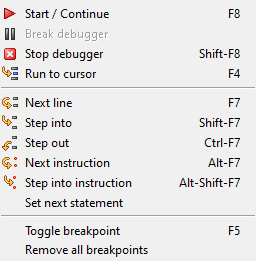 Start / Continue F8
Break debugger
Stop debugger Shift-F8
Run to cursor F4
Next line F7
Step into Shift-F7
Step out Ctrl-F7
Next instruction Alt-F7
Step into instruction Alt-Shift-F7
Set next statement
Toggle breakpoint F5
Remove all breakpoints